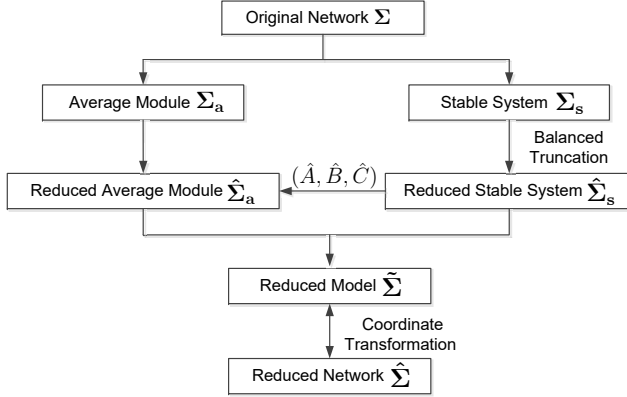 Original Network Σ
Average Module Σₐ
Stable System Σₛ
Balanced
Truncation
Reduced Average Module Σ̂ₐ
(Â, B̂, Ĉ)
Reduced Stable System Σ̂ₛ
Reduced Model Σ̃
Coordinate
Transformation
Reduced Network Σ̂